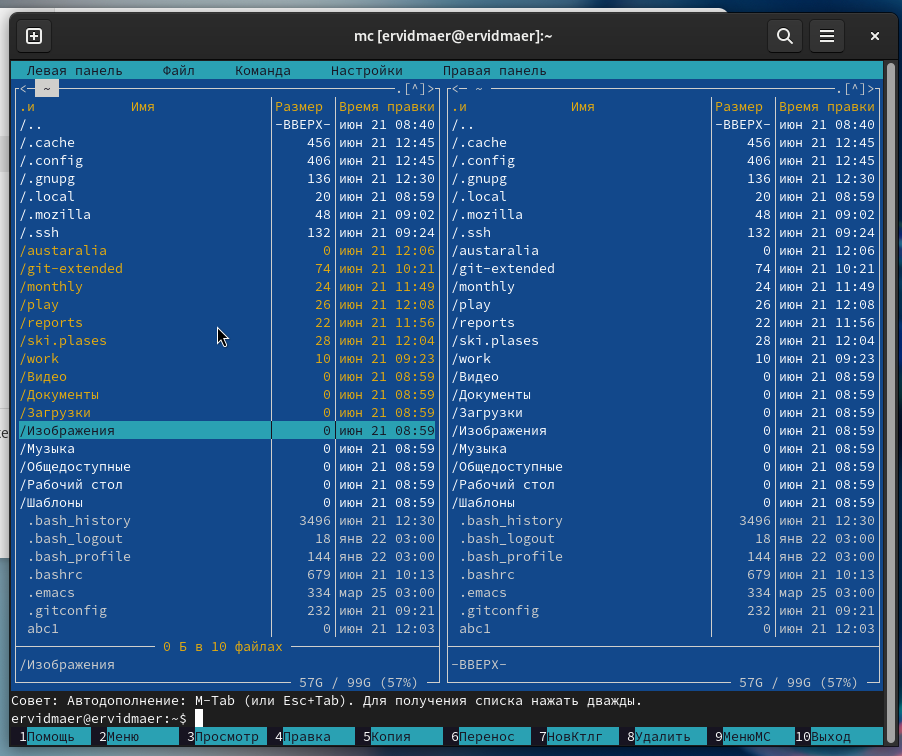 mc [ervidmaer@ervidmaer]:~
Левая панель Файл Команда Настройки Правая панель
<─ ~ .[^]> <─ ~ .[^]>
.и Имя Размер Время правки .и Имя Размер Время правки
/.. -ВВЕРХ- июн 21 08:40 /.. -ВВЕРХ- июн 21 08:40
/.cache 456 июн 21 12:45 /.cache 456 июн 21 12:45
/.config 406 июн 21 12:45 /.config 406 июн 21 12:45
/.gnupg 136 июн 21 12:30 /.gnupg 136 июн 21 12:30
/.local 20 июн 21 08:59 /.local 20 июн 21 08:59
/.mozilla 48 июн 21 09:02 /.mozilla 48 июн 21 09:02
/.ssh 132 июн 21 09:24 /.ssh 132 июн 21 09:24
/austaralia 0 июн 21 12:06 /austaralia 0 июн 21 12:06
/git-extended 74 июн 21 10:21 /git-extended 74 июн 21 10:21
/monthly 24 июн 21 11:49 /monthly 24 июн 21 11:49
/play 26 июн 21 12:08 /play 26 июн 21 12:08
/reports 22 июн 21 11:56 /reports 22 июн 21 11:56
/ski.plases 28 июн 21 12:04 /ski.plases 28 июн 21 12:04
/work 10 июн 21 09:23 /work 10 июн 21 09:23
/Видео 0 июн 21 08:59 /Видео 0 июн 21 08:59
/Документы 0 июн 21 08:59 /Документы 0 июн 21 08:59
/Загрузки 0 июн 21 08:59 /Загрузки 0 июн 21 08:59
/Изображения 0 июн 21 08:59 /Изображения 0 июн 21 08:59
/Музыка 0 июн 21 08:59 /Музыка 0 июн 21 08:59
/Общедоступные 0 июн 21 08:59 /Общедоступные 0 июн 21 08:59
/Рабочий стол 0 июн 21 08:59 /Рабочий стол 0 июн 21 08:59
/Шаблоны 0 июн 21 08:59 /Шаблоны 0 июн 21 08:59
.bash_history 3496 июн 21 12:30 .bash_history 3496 июн 21 12:30
.bash_logout 18 янв 22 03:00 .bash_logout 18 янв 22 03:00
.bash_profile 144 янв 22 03:00 .bash_profile 144 янв 22 03:00
.bashrc 679 июн 21 10:13 .bashrc 679 июн 21 10:13
.emacs 334 мар 25 03:00 .emacs 334 мар 25 03:00
.gitconfig 232 июн 21 09:21 .gitconfig 232 июн 21 09:21
abc1 0 июн 21 12:03 abc1 0 июн 21 12:03
0 Б в 10 файлах
/Изображения -ВВЕРХ-
57G / 99G (57%) 57G / 99G (57%)
Совет: Автодополнение: M-Tab (или Esc+Tab). Для получения списка нажать дважды.
ervidmaer@ervidmaer:~$
1Помощь 2Меню 3Просмотр 4Правка 5Копия 6Перенос 7НовКтлг 8Удалить 9МенюМС 10Выход